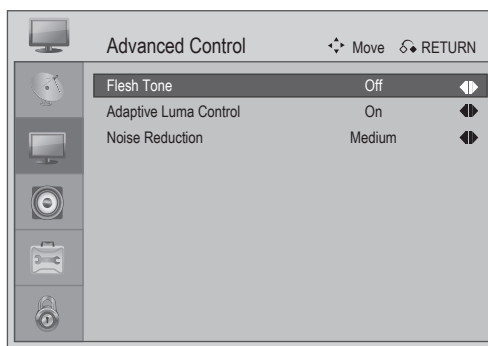 Advanced Control Move RETURN
Flesh Tone Off
Adaptive Luma Control On
Noise Reduction Medium